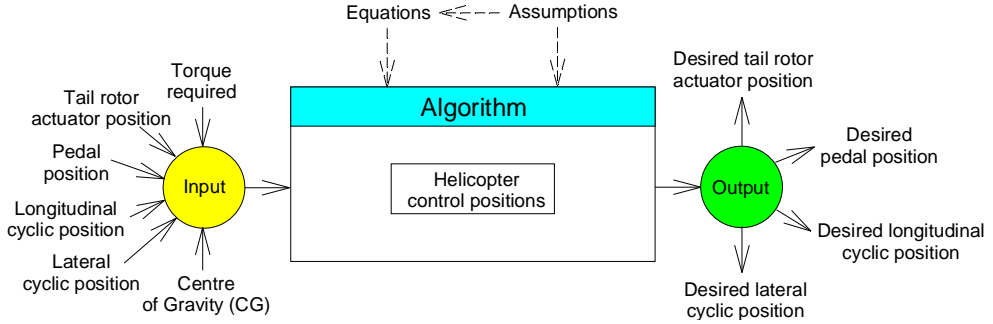 Equations
Assumptions
Torque
required
Tail rotor
actuator position
Pedal
position
Longitudinal
cyclic position
Lateral
cyclic position
Centre
of Gravity (CG)
Input
Algorithm
Helicopter
control positions
Output
Desired tail rotor
actuator position
Desired
pedal position
Desired longitudinal
cyclic position
Desired lateral
cyclic position